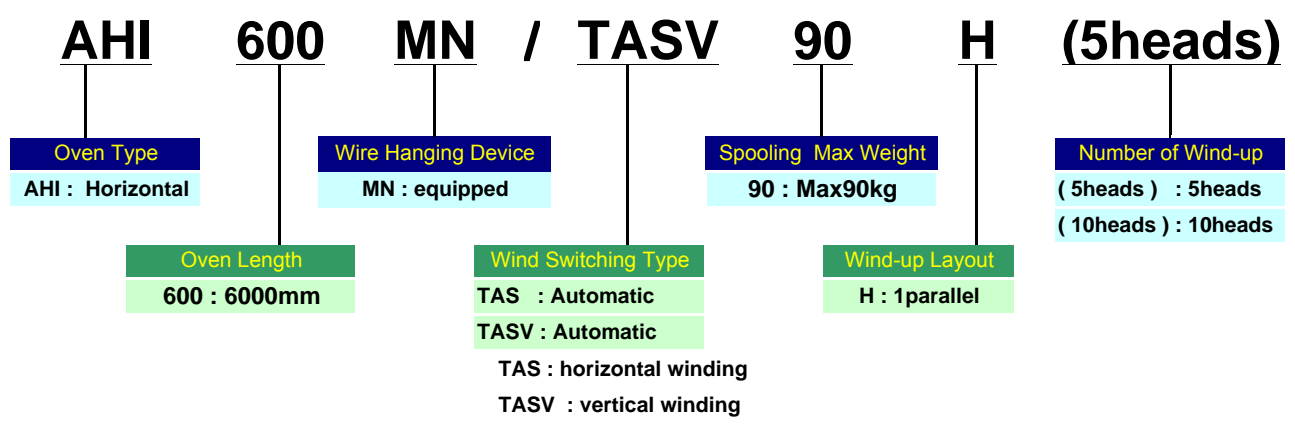 AHI 600 MN / TASV 90 H (5heads)
Oven Type
AHI : Horizontal
Wire Hanging Device
MN : equipped
Spooling Max Weight
90 : Max90kg
Number of Wind-up
( 5heads ) : 5heads
( 10heads ) : 10heads
Oven Length
600 : 6000mm
Wind Switching Type
TAS : Automatic
TASV : Automatic
TAS : horizontal winding
TASV : vertical winding
Wind-up Layout
H : 1parallel